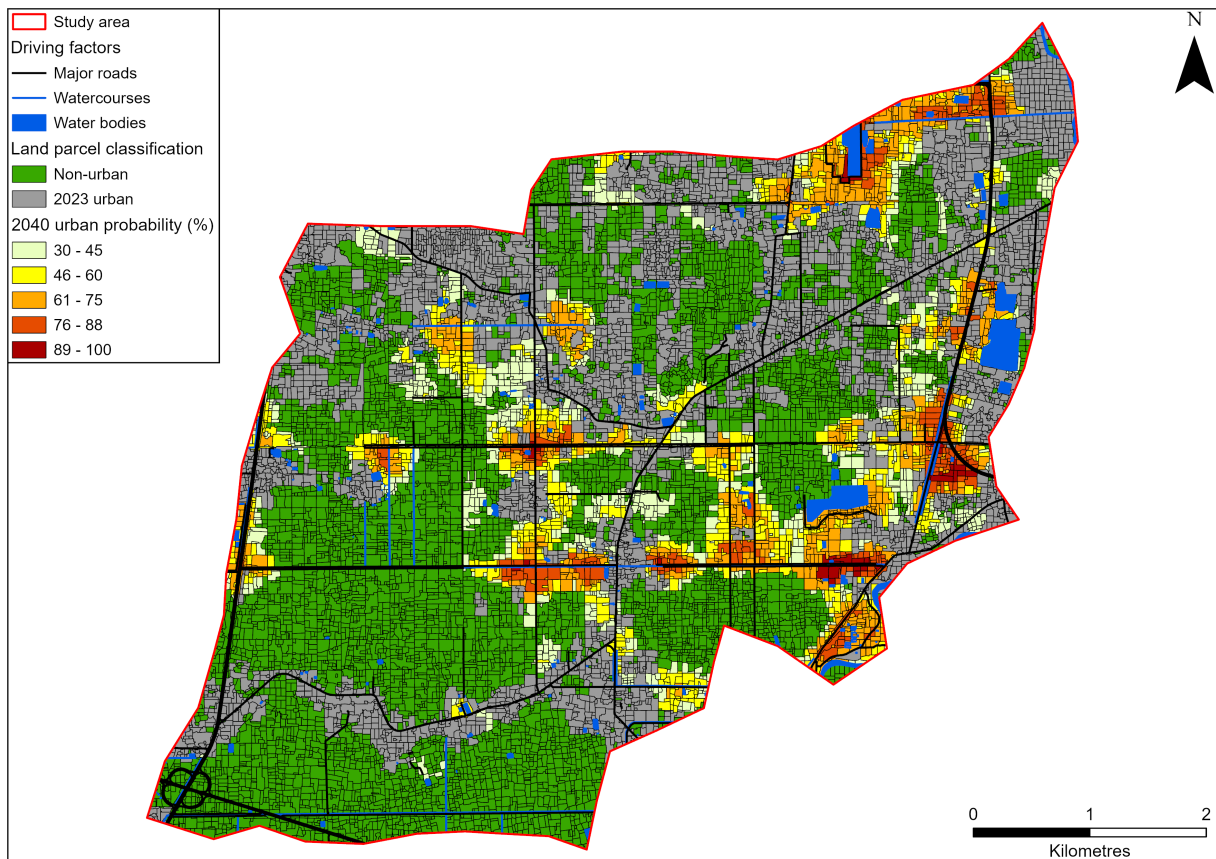 Study area
Driving factors
Major roads
Watercourses
Water bodies
Land parcel classification
Non-urban
2023 urban
2040 urban probability (%)
30 - 45
46 - 60
61 - 75
76 - 88
89 - 100
N
0 1 2
Kilometres